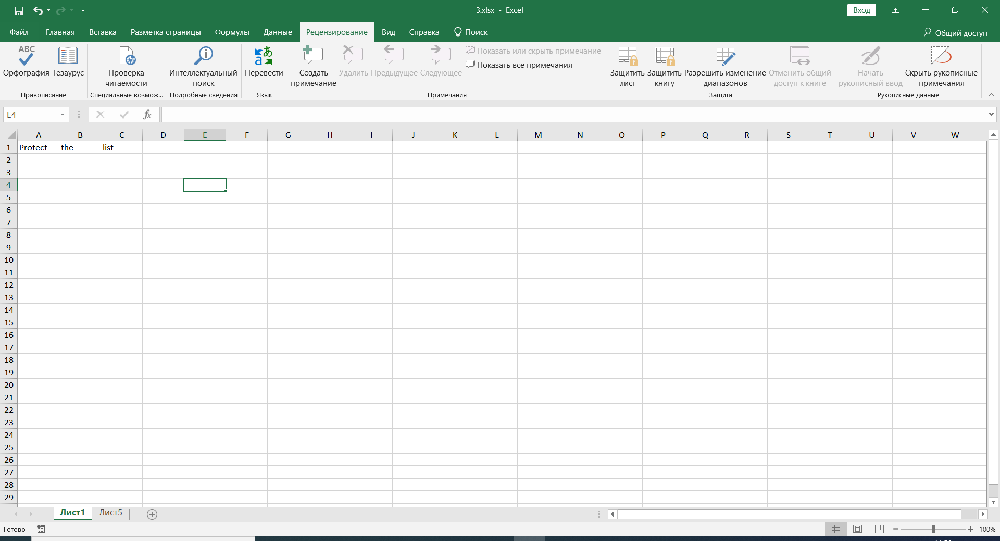 3.xlsx - Excel
Вход
Файл Главная Вставка Разметка страницы Формулы Данные Рецензирование Вид Справка Поиск Общий доступ
ABC
Орфография Тезаурус
Правописание
Проверка читаемости
Специальные возмож...
Интеллектуальный поиск
Подробные сведения
Перевести
Язык
Создать примечание
Удалить Предыдущее Следующее
Показать или скрыть примечание
Показать все примечания
Примечания
Защитить лист
Защитить книгу
Разрешить изменение диапазонов
Отменить общий доступ к книге
Защита
Начать рукописный ввод
Скрыть рукописные примечания
Рукописные данные
E4
fx
A B C D E F G H I J K L M N O P Q R S T U V W
1 Protect the list
2
3
4
5
6
7
8
9
10
11
12
13
14
15
16
17
18
19
20
21
22
23
24
25
26
27
28
29
Лист1 Лист5
Готово
100%